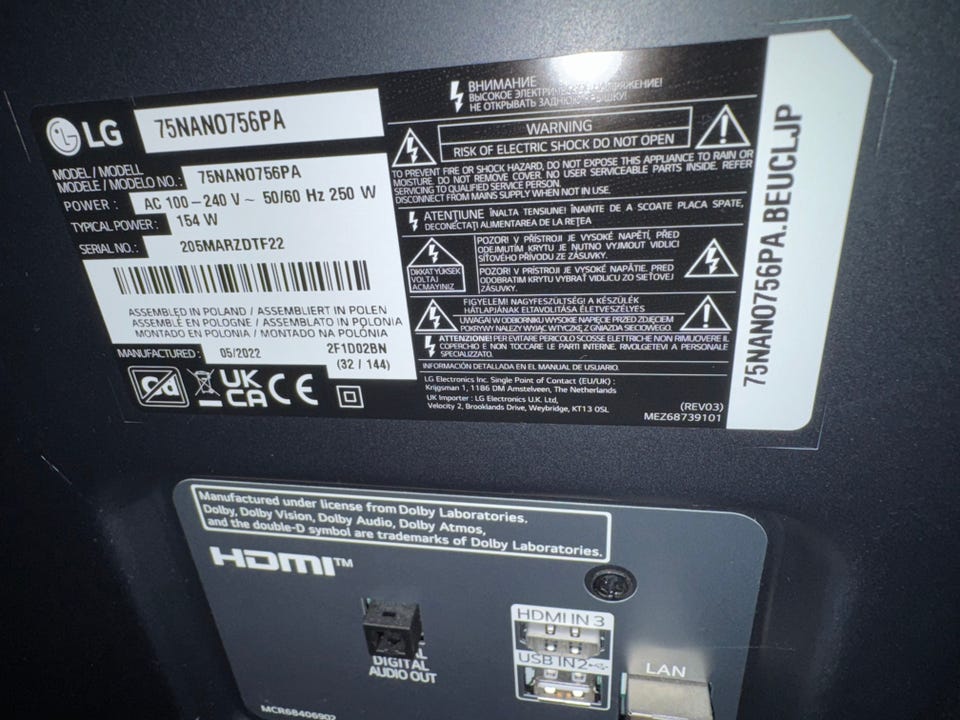 LG
75NANO756PA
MODEL / MODELL
MODÈLE / MODELO NO.: 75NANO756PA
POWER : AC 100-240 V ~ 50/60 Hz 250 W
TYPICAL POWER : 154 W
SERIAL NO.: 205MARZDTF22
ASSEMBLED IN POLAND / ASSEMBLIERT IN POLEN
ASSEMBLÉ EN POLOGNE / ASSEMBLATO IN POLONIA
MONTADO EN POLONIA / MONTADO NA POLÓNIA
MANUFACTURED : 05/2022 2F1D02BN
(32 / 144)
Cd
UK
CA CE
ВНИМАНИЕ
ВЫСОКОЕ ЭЛЕКТРИЧЕСКОЕ НАПРЯЖЕНИЕ!
НЕ ОТКРЫВАТЬ ЗАДНЮЮ КРЫШКУ!
WARNING
RISK OF ELECTRIC SHOCK DO NOT OPEN
TO PREVENT FIRE OR SHOCK HAZARD, DO NOT EXPOSE THIS APPLIANCE TO RAIN OR
MOISTURE. DO NOT REMOVE COVER. NO USER SERVICEABLE PARTS INSIDE. REFER
SERVICING TO QUALIFIED SERVICE PERSON.
DISCONNECT FROM MAINS SUPPLY WHEN NOT IN USE.
ATENȚIUNE ÎNALTA TENSIUNE! ÎNAINTE DE A SCOATE PLACA SPATE,
DECONECTAȚI ALIMENTAREA DE LA REȚEA
DIKKAT YÜKSEK
VOLTAJ
AÇMAYINIZ
POZOR! V PŘÍSTROJI JE VYSOKÉ NAPĚTÍ, PŘED
ODEJMUTÍM KRYTU JE NUTNO VYJMOUT VIDLICI
SÍŤOVÉHO PŘÍVODU ZE ZÁSUVKY.
POZOR! V PRÍSTROJI JE VYSOKÉ NAPÄTIE, PRED
ODOBRATÍM KRYTU VYBRAŤ VIDLICU ZO SIEŤOVEJ
ZÁSUVKY.
FIGYELEM! NAGYFESZÜLTSÉG! A KÉSZÜLÉK
HÁTLAPJÁNAK ELTÁVOLÍTÁSA ÉLETVESZÉLYES
UWAGA! W ODBIORNIKU WYSOKIE NAPIĘCIE PRZED ZDJĘCIEM
POKRYWY NALEŻY WYJĄĆ WTYCZKĘ Z GNIAZDA SIECIOWEGO.
ATTENZIONE! PER EVITARE PERICOLO SCOSSE ELETTRICHE NON RIMUOVERE IL
COPERCHIO E NON TOCCARE LE PARTI INTERNE. RIVOLGETEVI A PERSONALE
SPECIALIZZATO.
INFORMACIÓN DETALLADA EN EL MANUAL DE USUARIO.
LG Electronics Inc. Single Point of Contact (EU/UK) :
Krijgsman 1, 1186 DM Amstelveen, The Netherlands
UK Importer : LG Electronics U.K. Ltd,
Velocity 2, Brooklands Drive, Weybridge, KT13 0SL
(REV03)
MEZ68739101
75NANO756PA.BEUCLJP
Manufactured under license from Dolby Laboratories.
Dolby, Dolby Vision, Dolby Audio, Dolby Atmos,
and the double-D symbol are trademarks of Dolby Laboratories.
HDMI™
DIGITAL
AUDIO OUT
HDMI IN 3
USB IN 2
LAN
MCR68406902